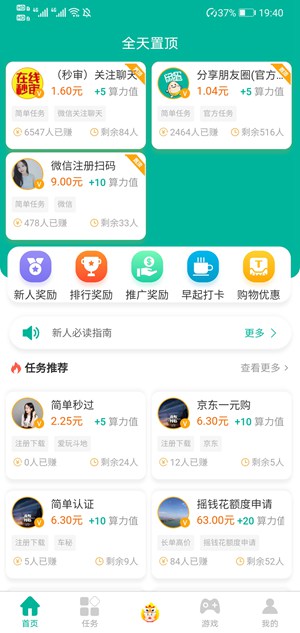 37% 19:40
全天置顶
在线秒审
（秒审）关注聊天
1.60元 +5 算力值
简单任务 微信关注聊天
6547人已赚 剩余84人
分享朋友圈(官方…
1.04元 +5 算力值
简单任务 官方任务
2464人已赚 剩余516人
微信注册扫码
9.00元 +10 算力值
简单任务 微信
478人已赚 剩余33人
新人奖励 排行奖励 推广奖励 早起打卡 购物优惠
新人必读指南 更多 >
任务推荐 查看更多 >
简单秒过
2.25元 +5 算力值
注册下载 爱玩斗地
0人已赚 剩余24人
京东一元购
6.30元 +10 算力值
注册下载 京东
12人已赚 剩余5人
简单认证
6.30元 +10 算力值
注册下载 车秘
5人已赚 剩余9人
摇钱花额度申请
63.00元 +20 算力值
长单高价 摇钱花额度申请
84人已赚 剩余52人
首页 任务 游戏 我的